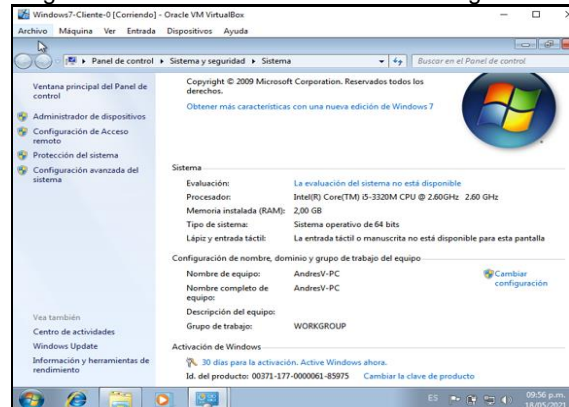 Windows7-Cliente-0 [Corriendo] - Oracle VM VirtualBox
Archivo Máquina Ver Entrada Dispositivos Ayuda
Panel de control Sistema y seguridad Sistema
Buscar en el Panel de control
Ventana principal del Panel de
control
Administrador de dispositivos
Configuración de Acceso
remoto
Protección del sistema
Configuración avanzada del
sistema
Vea también
Centro de actividades
Windows Update
Información y herramientas de
rendimiento
Copyright © 2009 Microsoft Corporation. Reservados todos los
derechos.
Obtener más características con una nueva edición de Windows 7
Sistema
Evaluación: La evaluación del sistema no está disponible
Procesador: Intel(R) Core(TM) i5-3320M CPU @ 2.60GHz 2.60 GHz
Memoria instalada (RAM): 2,00 GB
Tipo de sistema: Sistema operativo de 64 bits
Lápiz y entrada táctil: La entrada táctil o manuscrita no está disponible para esta pantalla
Configuración de nombre, dominio y grupo de trabajo del equipo
Nombre de equipo: AndresV-PC
Cambiar
configuración
Nombre completo de
equipo:
AndresV-PC
Descripción del equipo:
Grupo de trabajo: WORKGROUP
Activación de Windows
30 días para la activación. Active Windows ahora.
Id. del producto: 00371-177-0000061-85975 Cambiar la clave de producto
ES
09:56 p.m.
18/05/2021